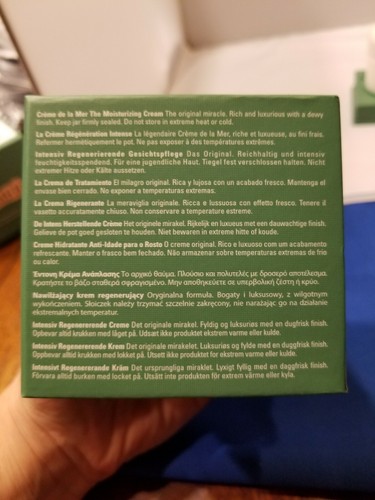 Crème de la Mer The Moisturizing Cream The original miracle. Rich and luxurious with a dewy
finish. Keep jar firmly sealed. Do not store in extreme heat or cold.
La Crème Régénération Intense La légendaire Crème de la Mer, riche et luxueuse, au fini frais.
Refermer hermétiquement le pot. Ne pas exposer à des températures extrêmes.
Intensiv Regenerierende Gesichtspflege Das Original. Reichhaltig und intensiv
feuchtigkeitsspendend. Für eine jugendliche Haut. Tiegel fest verschlossen halten. Nicht
extremer Hitze oder Kälte aussetzen.
La Crema de Tratamiento El milagro original. Rica y lujosa con un acabado fresco. Mantenga el
envase bien cerrado. No exponer a temperaturas extremas.
La Crema Rigenerante La meraviglia originale. Ricca e lussuosa con effetto fresco. Tenere il
vasetto accuratamente chiuso. Non conservare a temperature estreme.
De Intens Herstellende Crème Het originele mirakel. Rijkelijk en luxueus met een dauwachtige finish.
Gelieve de pot goed gesloten te houden. Niet bewaren in extreme hitte of koude.
Creme Hidratante Anti-Idade para o Rosto O creme original. Rico e luxuoso com um acabamento
refrescante. Manter o frasco bem fechado. Não armazenar sob temperaturas extremas de frio
ou calor.
Έντονη Κρέμα Ανάπλασης Το αρχικό θαύμα. Πλούσιο και πολυτελές με δροσερό αποτέλεσμα.
Κρατήστε το βάζο σταθερά σφραγισμένο. Μην αποθηκεύετε σε υπερβολική ζέστη ή κρύο.
Nawilżający krem regenerujący Oryginalna formuła. Bogaty i luksusowy, z wilgotnym
wykończeniem. Słoiczek należy trzymać szczelnie zakręcony, nie narażając go na działanie
ekstremalnych temperatur.
Intensiv Regenererende Creme Det originale mirakel. Fyldig og luksuriøs med en dugfrisk finish.
Opbevar altid krukken med låget på. Udsæt ikke produktet ekstrem varme eller kulde.
Intensiv Regenererende Krem Det originale mirakelet. Luksuriøs og fyldig med en duggfrisk finish.
Oppbevar alltid krukken med lokket på. Utsett ikke produktet for ekstrem varme eller kulde.
Intensivt Regenererande Kräm Det ursprungliga miraklet. Lyxigt fyllig med en daggfrisk finish.
Förvara alltid burken med locket på. Utsätt inte produkten för extrem värme eller kyla.